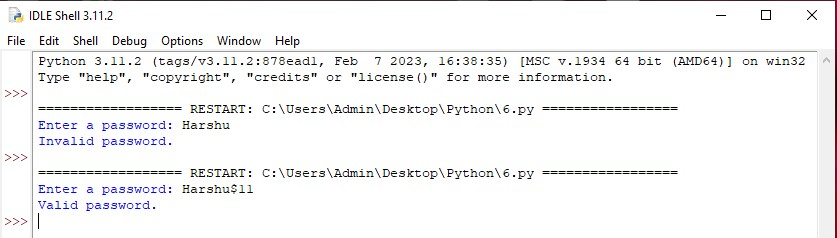 IDLE Shell 3.11.2
File Edit Shell Debug Options Window Help
Python 3.11.2 (tags/v3.11.2:878ead1, Feb  7 2023, 16:38:35) [MSC v.1934 64 bit (AMD64)] on win32
Type "help", "copyright", "credits" or "license()" for more information.
>>>
================== RESTART: C:\Users\Admin\Desktop\Python\6.py =================
Enter a password: Harshu
Invalid password.
>>>
================== RESTART: C:\Users\Admin\Desktop\Python\6.py =================
Enter a password: Harshu$11
Valid password.
>>>